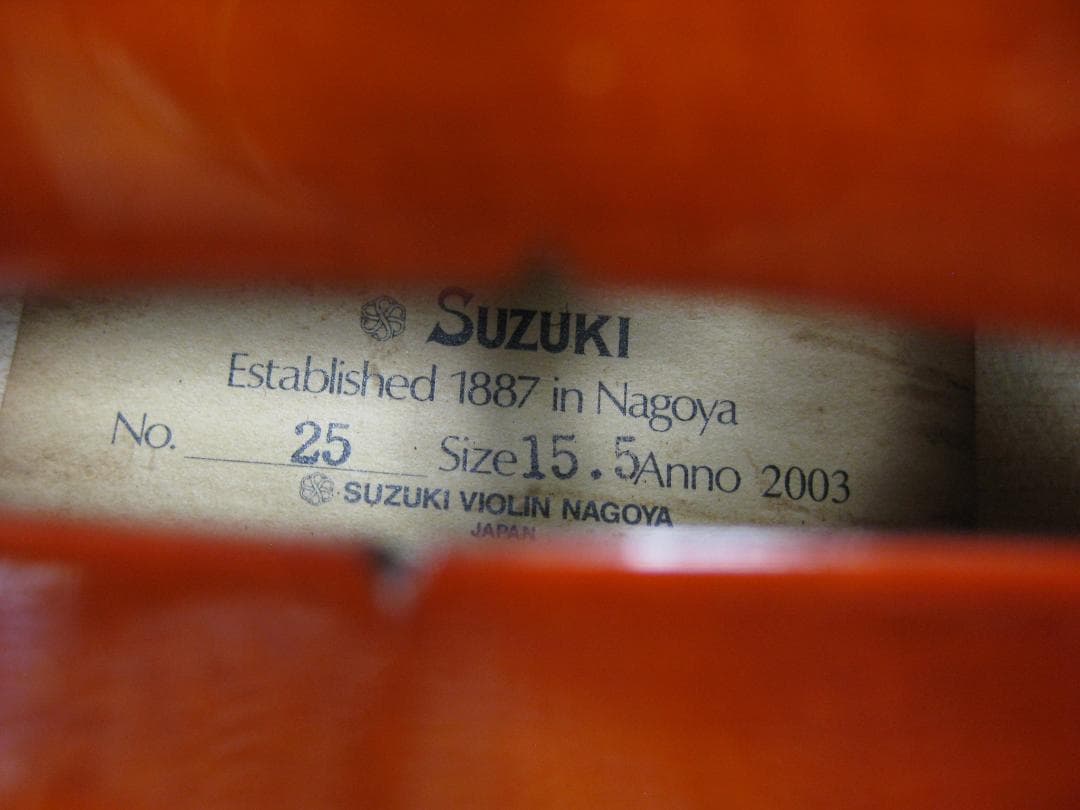 SUZUKI
Established 1887 in Nagoya
No. 25 Size 15.5 Anno 2003
SUZUKI VIOLIN NAGOYA
JAPAN